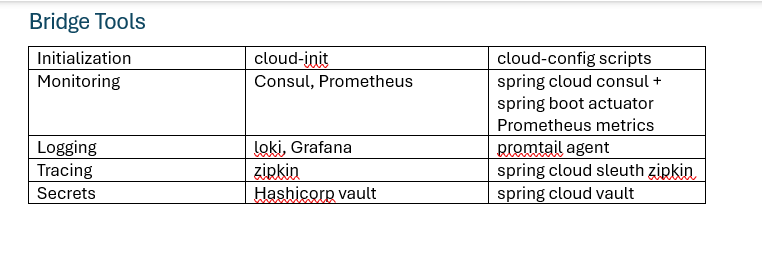 Bridge Tools
Initialization cloud-init cloud-config scripts
Monitoring Consul, Prometheus spring cloud consul +
spring boot actuator
Prometheus metrics
Logging loki, Grafana promtail agent
Tracing zipkin spring cloud sleuth zipkin
Secrets Hashicorp vault spring cloud vault